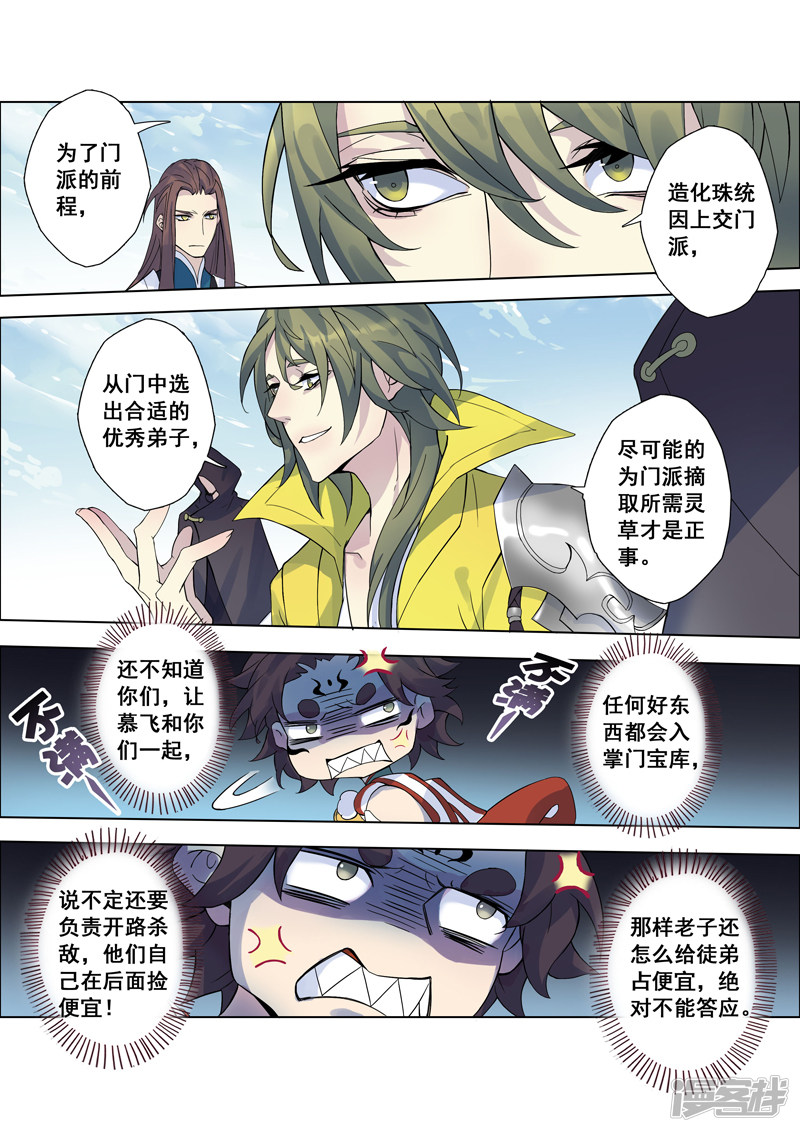 为了门
派的前
程，
造化珠统
因上交门
派，
从门中选
出合适的
优秀弟子，
尽可能的
为门派摘
取所需灵
草才是正
事。
还不知道
你们，让
慕飞和你
们一起，
不满！
不满！
任何好东
西都会入
掌门宝库，
说不定还要
负责开路杀
敌，他们自
己在后面捡
便宜！
那样老子还
怎么给徒弟
占便宜，绝
对不能答应。
漫客栈